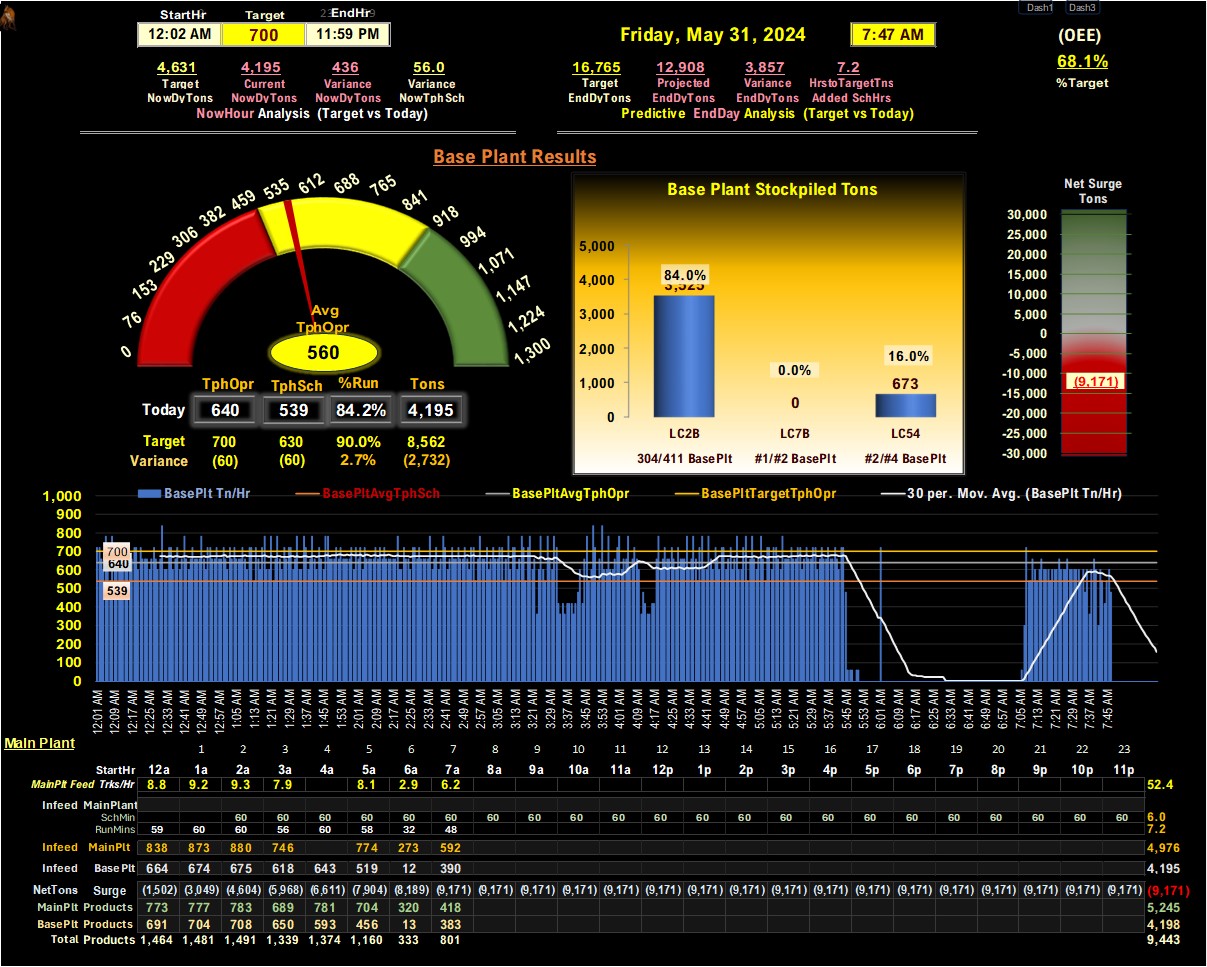 StartHr Target EndHr Dash1 Dash3
12:02 AM 700 11:59 PM Friday, May 31, 2024 7:47 AM (OEE)
68.1%
%Target
4,631 4,195 436 56.0 16,765 12,908 3,857 7.2
Target Current Variance Variance Target Projected Variance HrstoTargetTns
NowDyTons NowDyTons NowDyTons NowTphSch EndDyTons EndDyTons EndDyTons Added SchHrs
NowHour Analysis (Target vs Today) Predictive EndDay Analysis (Target vs Today)
Base Plant Results
0 76 153 229 306 382 459 535 612 688 765 841 918 994 1,071 1,147 1,224 1,300
Avg
TphOpr
560
TphOpr TphSch %Run Tons
Today 640 539 84.2% 4,195
Target 700 630 90.0% 8,562
Variance (60) (60) 2.7% (2,732)
Base Plant Stockpiled Tons
5,000
4,000
3,000
2,000
1,000
0
84.0%
3,525
0.0%
0
16.0%
673
LC2B LC7B LC54
304/411 BasePlt #1/#2 BasePlt #2/#4 BasePlt
Net Surge
Tons
30,000
25,000
20,000
15,000
10,000
5,000
0
-5,000
-10,000
(9,171)
-15,000
-20,000
-25,000
-30,000
BasePlt Tn/Hr BasePltAvgTphSch BasePltAvgTphOpr BasePltTargetTphOpr 30 per. Mov. Avg. (BasePlt Tn/Hr)
1,000
900
800
700
600
500
400
300
200
100
0
700
640
539
12:01 AM 12:09 AM 12:17 AM 12:25 AM 12:33 AM 12:41 AM 12:49 AM 12:57 AM 1:05 AM 1:13 AM 1:21 AM 1:29 AM 1:37 AM 1:45 AM 1:53 AM 2:01 AM 2:09 AM 2:17 AM 2:25 AM 2:33 AM 2:41 AM 2:49 AM 2:57 AM 3:05 AM 3:13 AM 3:21 AM 3:29 AM 3:37 AM 3:45 AM 3:53 AM 4:01 AM 4:09 AM 4:17 AM 4:25 AM 4:33 AM 4:41 AM 4:49 AM 4:57 AM 5:05 AM 5:13 AM 5:21 AM 5:29 AM 5:37 AM 5:45 AM 5:53 AM 6:01 AM 6:09 AM 6:17 AM 6:25 AM 6:33 AM 6:41 AM 6:49 AM 6:57 AM 7:05 AM 7:13 AM 7:21 AM 7:29 AM 7:37 AM 7:45 AM
Main Plant
1 2 3 4 5 6 7 8 9 10 11 12 13 14 15 16 17 18 19 20 21 22 23
StartHr 12a 1a 2a 3a 4a 5a 6a 7a 8a 9a 10a 11a 12p 1p 2p 3p 4p 5p 6p 7p 8p 9p 10p 11p
MainPlt Feed Trks/Hr 8.8 9.2 9.3 7.9 8.1 2.9 6.2 52.4
Infeed MainPlant
SchMin 60 60 60 60 60 60 60 60 60 60 60 60 60 60 60 60 60 60 60 60 60 60 6.0
RunMins 59 60 60 56 60 58 32 48 7.2
Infeed MainPlt 838 873 880 746 774 273 592 4,976
Infeed BasePlt 664 674 675 618 643 519 12 390 4,195
NetTons Surge (1,502) (3,049) (4,604) (5,968) (6,611) (7,904) (8,189) (9,171) (9,171) (9,171) (9,171) (9,171) (9,171) (9,171) (9,171) (9,171) (9,171) (9,171) (9,171) (9,171) (9,171) (9,171) (9,171) (9,171) (9,171)
MainPlt Products 773 777 783 689 781 704 320 418 5,245
BasePlt Products 691 704 708 650 593 456 13 383 4,198
Total Products 1,464 1,481 1,491 1,339 1,374 1,160 333 801 9,443